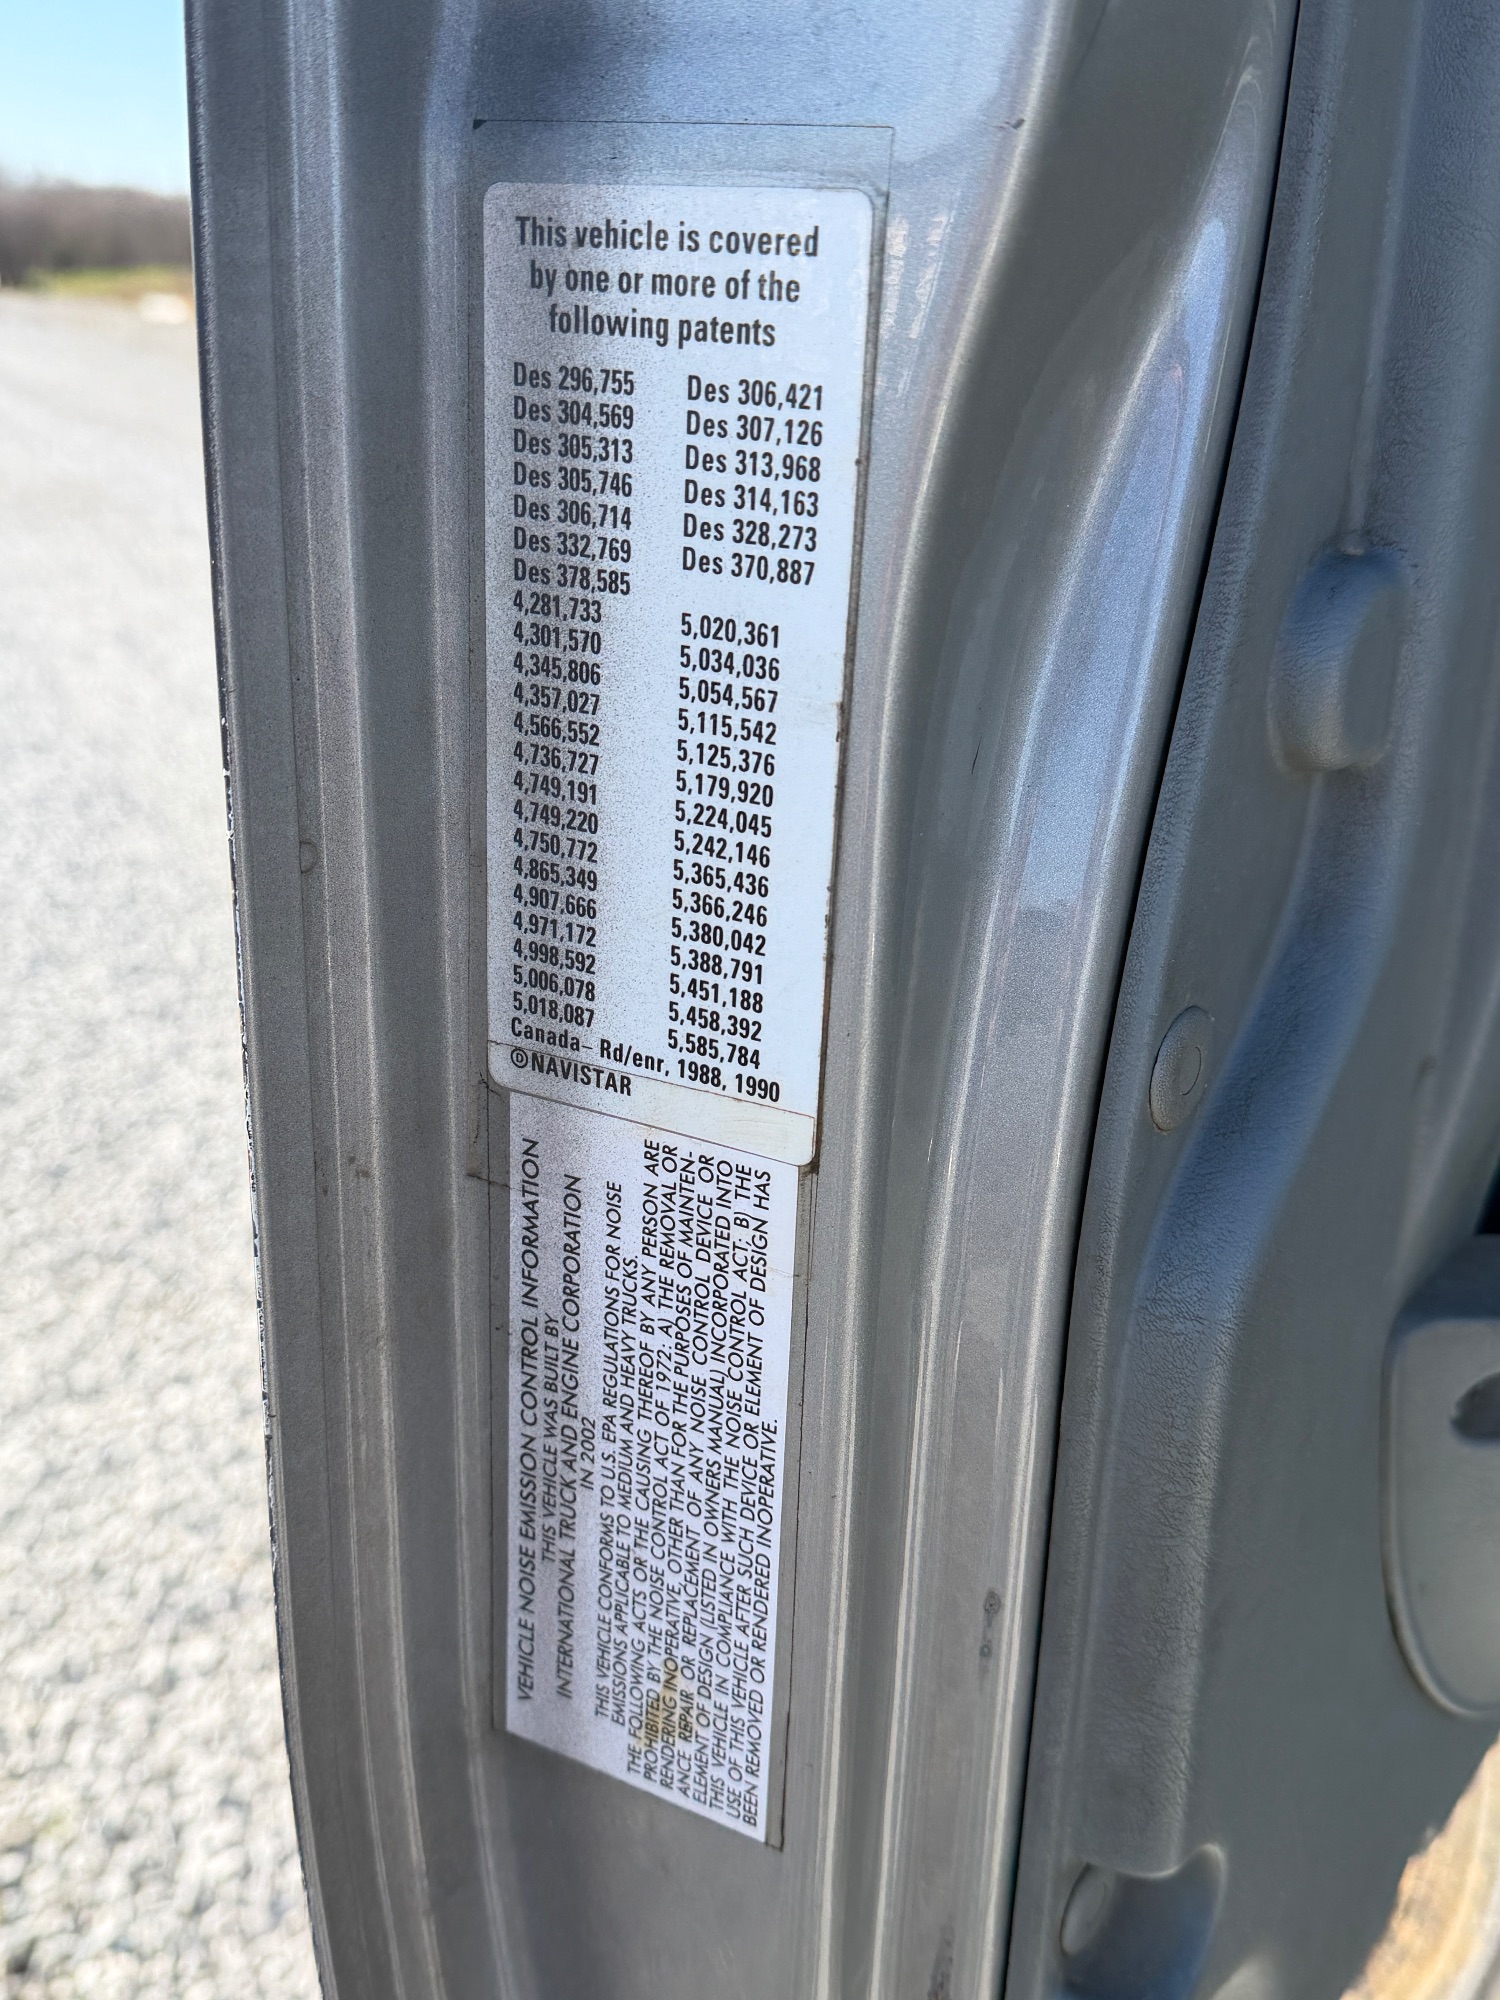 This vehicle is covered
by one or more of the
following patents
Des 296,755
Des 304,569
Des 305,313
Des 305,746
Des 306,714
Des 332,769
Des 378,585
4,281,733
4,301,570
4,345,806
4,357,027
4,566,552
4,736,727
4,749,191
4,749,220
4,750,772
4,865,349
4,907,666
4,971,172
4,998,592
5,006,078
5,018,087
Des 306,421
Des 307,126
Des 313,968
Des 314,163
Des 328,273
Des 370,887
5,020,361
5,034,036
5,054,567
5,115,542
5,125,376
5,179,920
5,224,045
5,242,146
5,365,436
5,366,246
5,380,042
5,388,791
5,451,188
5,458,392
5,585,784
Canada– Rd/enr, 1988, 1990
ⒹNAVISTAR
VEHICLE NOISE EMISSION CONTROL INFORMATION
THIS VEHICLE WAS BUILT BY
INTERNATIONAL TRUCK AND ENGINE CORPORATION
IN 2002
THIS VEHICLE CONFORMS TO U.S. EPA REGULATIONS FOR NOISE
EMISSIONS APPLICABLE TO MEDIUM AND HEAVY TRUCKS.
THE FOLLOWING ACTS OR THE CAUSING THEREOF BY ANY PERSON ARE
PROHIBITED BY THE NOISE CONTROL ACT OF 1972: A) THE REMOVAL OR
RENDERING INOPERATIVE, OTHER THAN FOR THE PURPOSES OF MAINTEN-
ANCE REPAIR OR REPLACEMENT OF ANY NOISE CONTROL DEVICE OR
ELEMENT OF DESIGN (LISTED IN OWNERS MANUAL) INCORPORATED INTO
THIS VEHICLE IN COMPLIANCE WITH THE NOISE CONTROL ACT; B) THE
USE OF THIS VEHICLE AFTER SUCH DEVICE OR ELEMENT OF DESIGN HAS
BEEN REMOVED OR RENDERED INOPERATIVE.